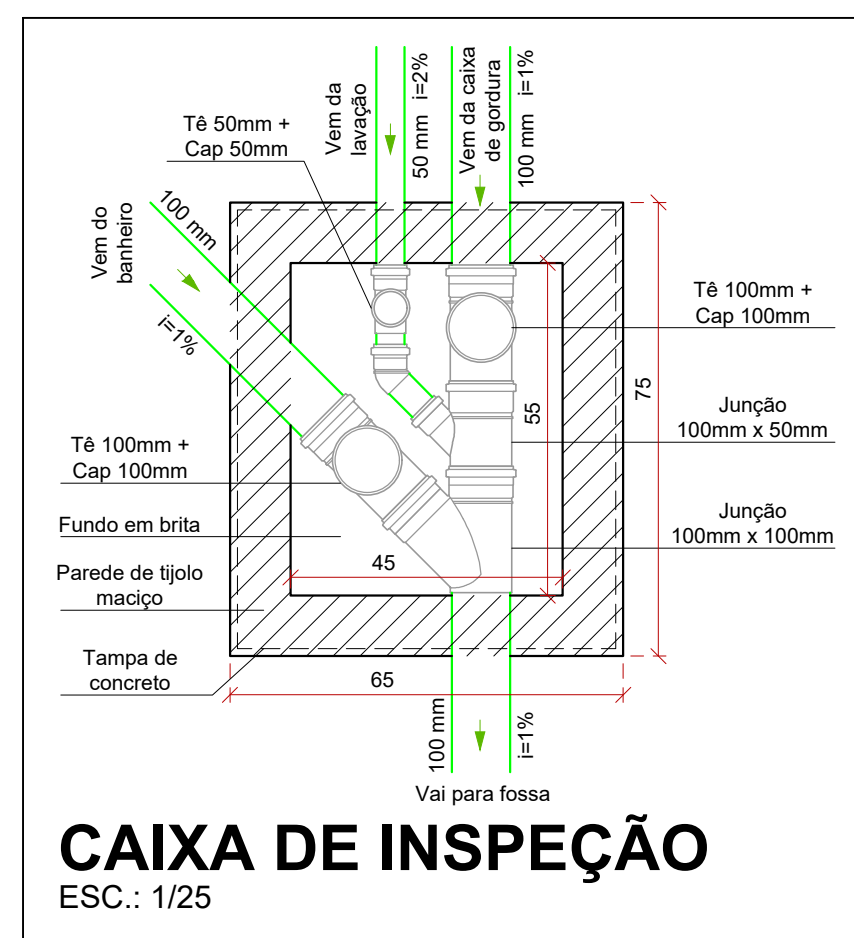 Vem da
lavação
50 mm i=2%
Vem da caixa
de gordura
100 mm i=1%
Tê 50mm +
Cap 50mm
100 mm
Vem do
banheiro
i=1%
Tê 100mm +
Cap 100mm
75
55
Junção
100mm x 50mm
Tê 100mm +
Cap 100mm
Fundo em brita
Junção
100mm x 100mm
45
Parede de tijolo
maciço
Tampa de
concreto
65
100 mm
i=1%
Vai para fossa
CAIXA DE INSPEÇÃO
ESC.: 1/25